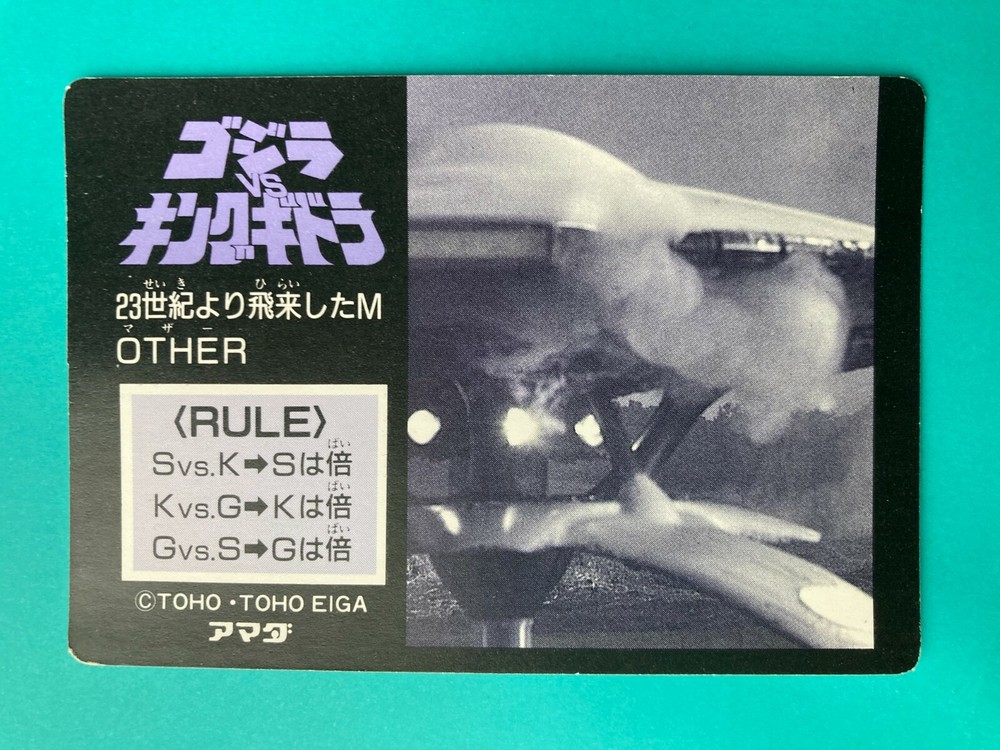 ゴジラ
VS
キングギドラ
せいき ひらい
23世紀より飛来したM
マザー
OTHER
〈RULE〉
ばい
Svs.K➡Sは倍
ばい
Kvs.G➡Kは倍
ばい
Gvs.S➡Gは倍
©TOHO・TOHO EIGA
アマダ